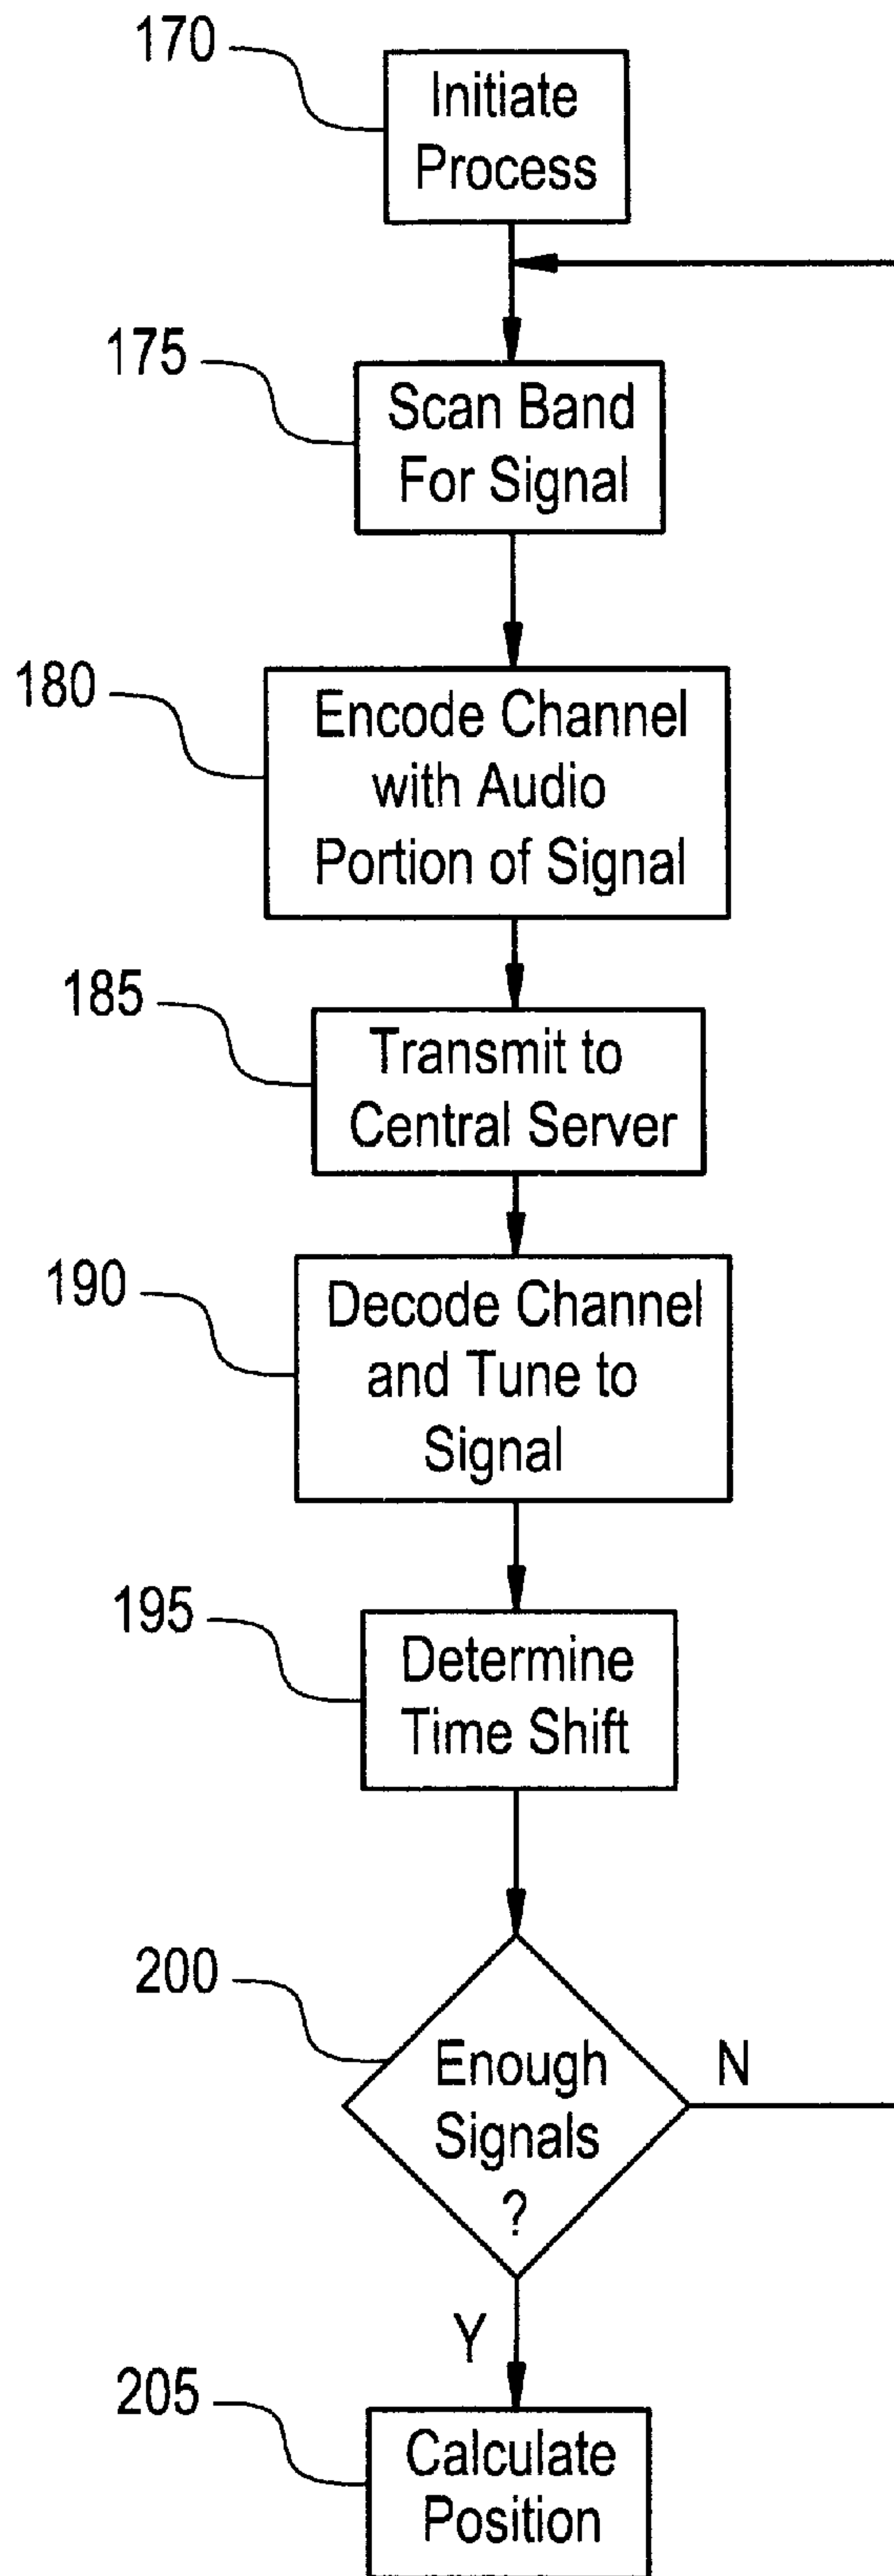 170
Initiate
Process
175
Scan Band
For Signal
180
Encode Channel
with Audio
Portion of Signal
185
Transmit to
Central Server
190
Decode Channel
and Tune to
Signal
195
Determine
Time Shift
200
Enough
Signals
?
N
Y
205
Calculate
Position